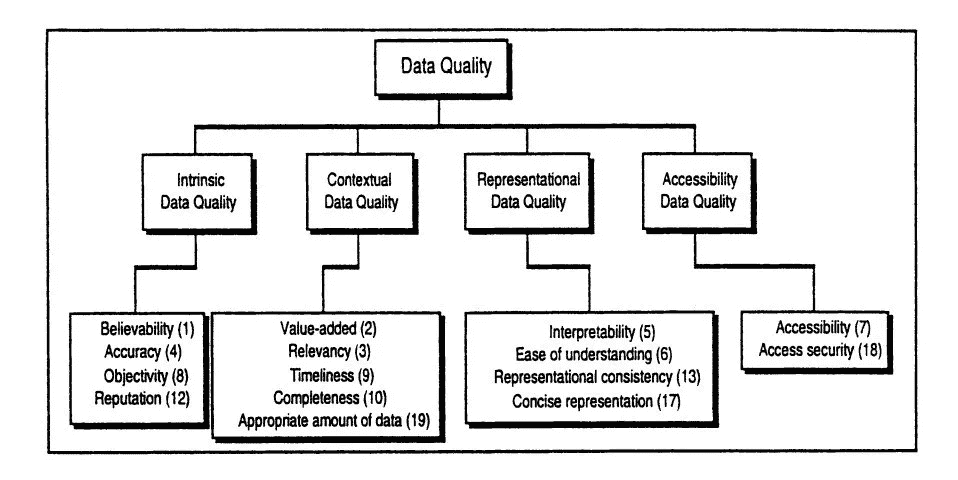 Data Quality
Intrinsic
Data Quality
Contextual
Data Quality
Representational
Data Quality
Accessibility
Data Quality
Believability (1)
Accuracy (4)
Objectivity (8)
Reputation (12)
Value-added (2)
Relevancy (3)
Timeliness (9)
Completeness (10)
Appropriate amount of data (19)
Interpretability (5)
Ease of understanding (6)
Representational consistency (13)
Concise representation (17)
Accessibility (7)
Access security (18)